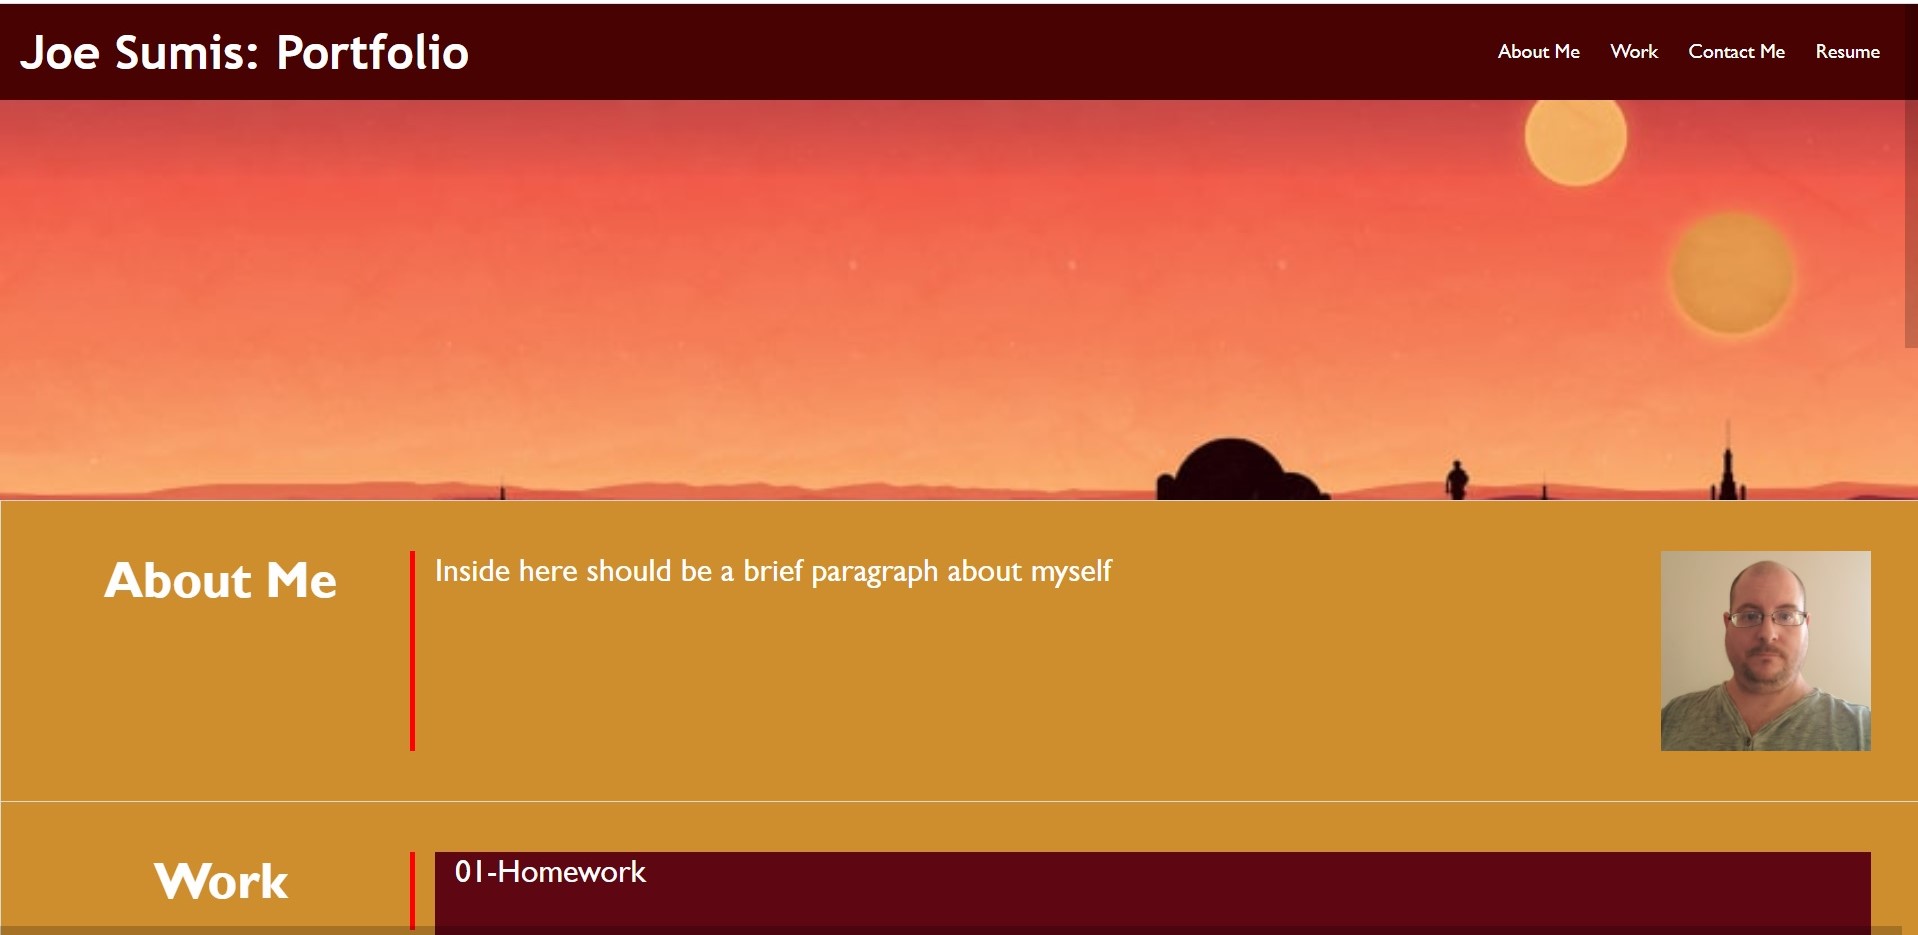 Joe Sumis: Portfolio
About Me Work Contact Me Resume
About Me
Inside here should be a brief paragraph about myself
Work
01-Homework